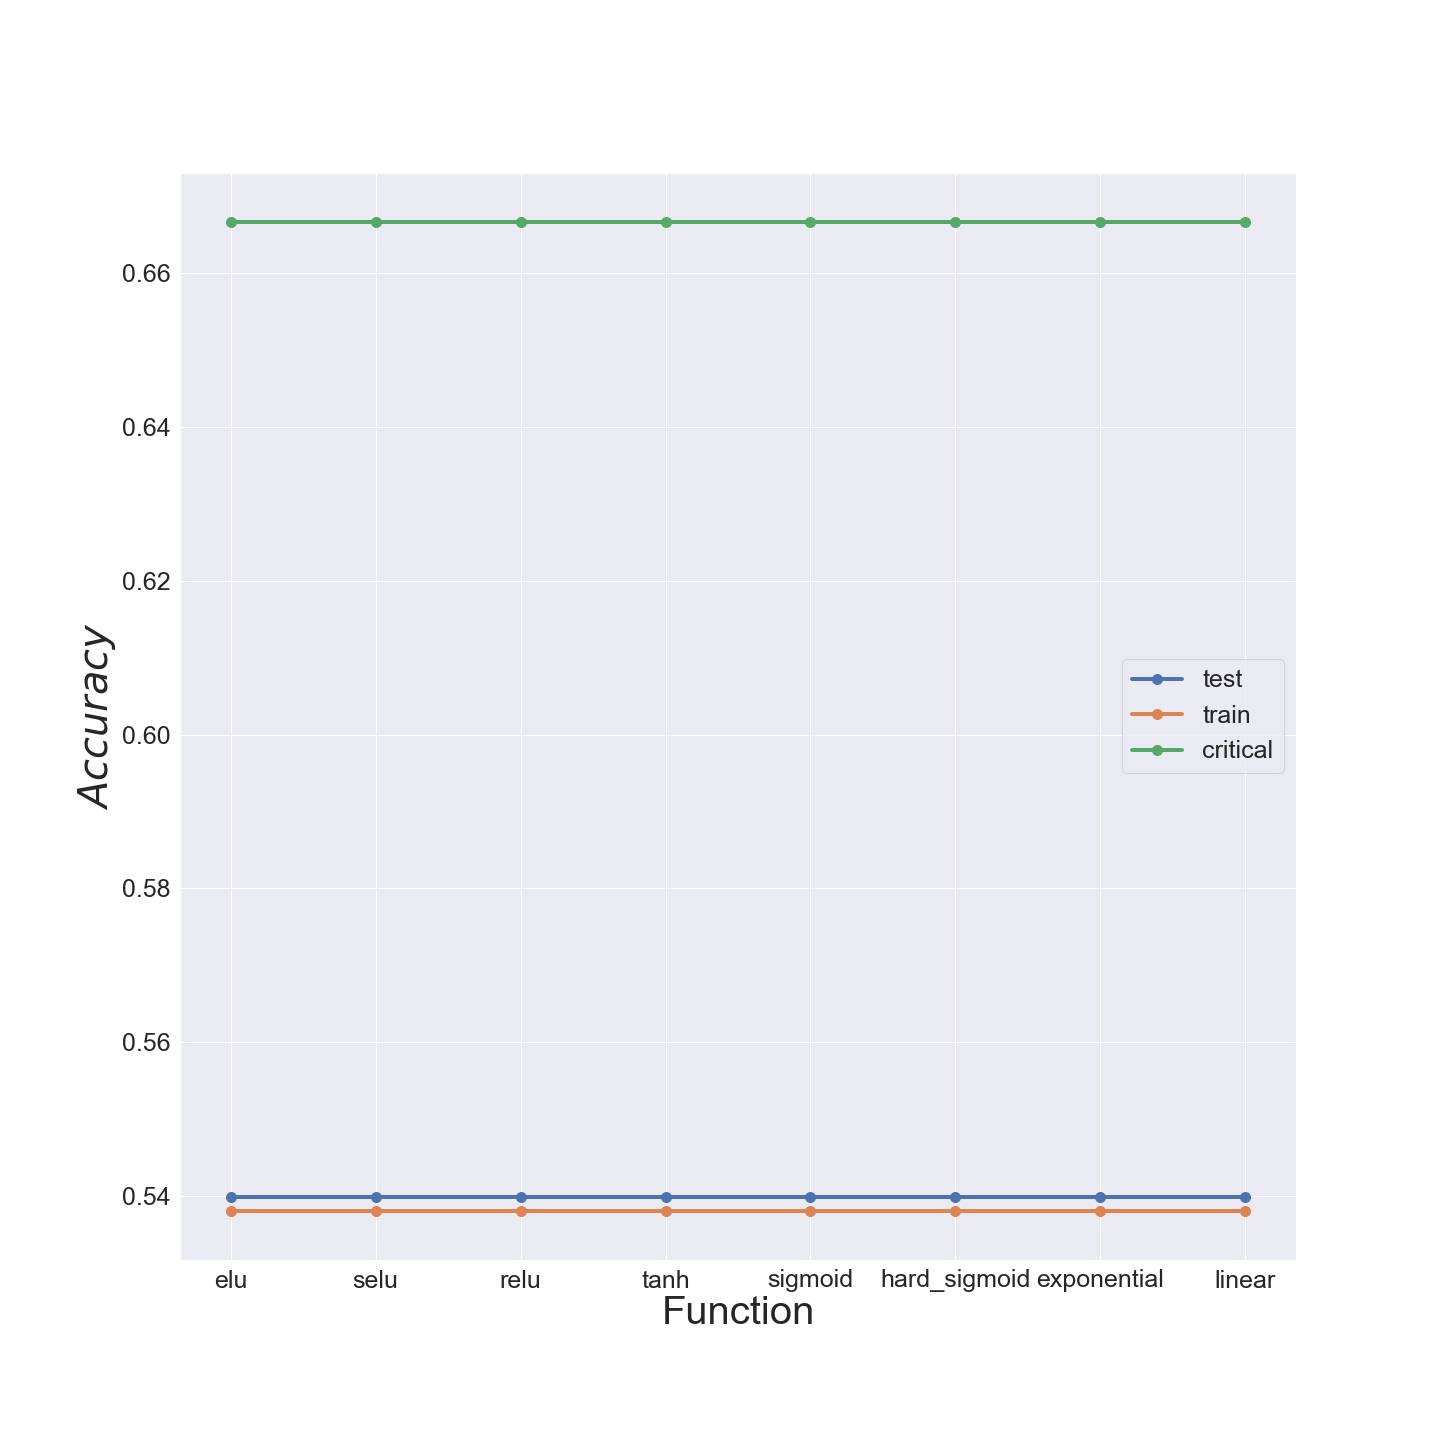 0.66
0.64
0.62
0.60
0.58
0.56
0.54
Accuracy
test
train
critical
elu selu relu tanh sigmoid hard_sigmoid exponential linear
Function